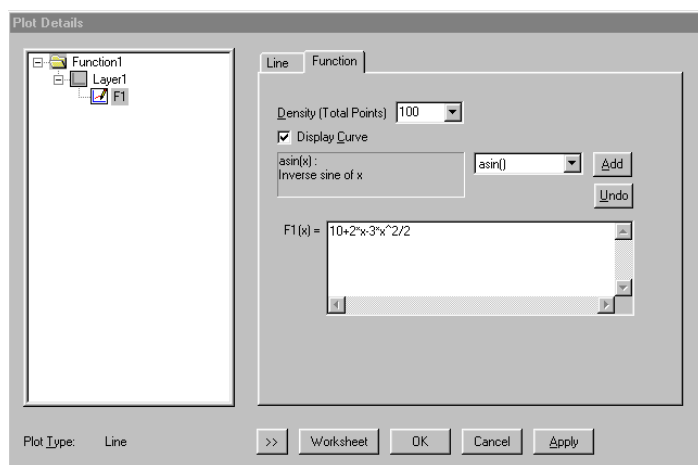 Plot Details
Function1
Layer1
F1
Line Function
Density (Total Points) 100
Display Curve
asin(x) :
Inverse sine of x
asin() Add
Undo
F1(x) = 10+2*x-3*x^2/2
Plot Type: Line >> Worksheet OK Cancel Apply